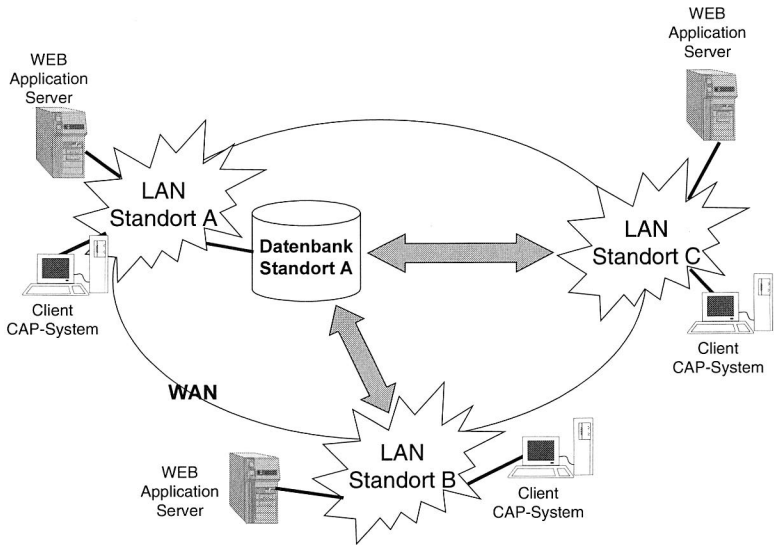 WEB
Application
Server
WEB
Application
Server
LAN
Standort A
Datenbank
Standort A
LAN
Standort C
Client
CAP-System
Client
CAP-System
WAN
LAN
Standort B
WEB
Application
Server
Client
CAP-System